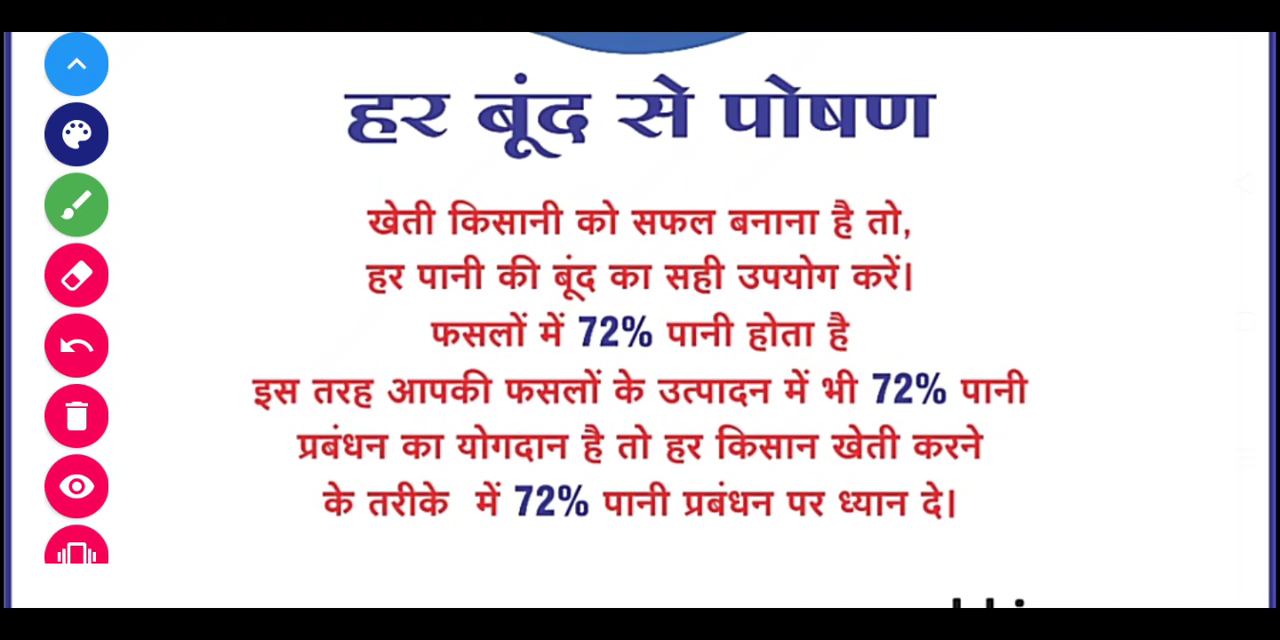 हर बूंद से पोषण
खेती किसानी को सफल बनाना है तो,
हर पानी की बूंद का सही उपयोग करें।
फसलों में 72% पानी होता है
इस तरह आपकी फसलों के उत्पादन में भी 72% पानी
प्रबंधन का योगदान है तो हर किसान खेती करने
के तरीके में 72% पानी प्रबंधन पर ध्यान दे।